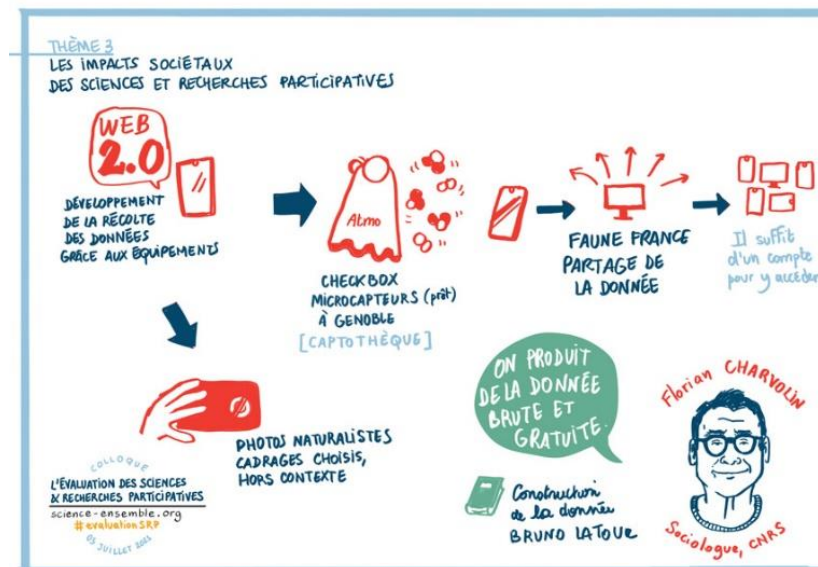 THÈME 3
LES IMPACTS SOCIÉTAUX
DES SCIENCES ET RECHERCHES PARTICIPATIVES
WEB
2.0
DÉVELOPPEMENT
DE LA RÉCOLTE
DES DONNÉES
GRÂCE AUX ÉQUIPEMENTS
Atmo
CHECKBOX
MICROCAPTEURS (prêt)
À GENOBLE
[CAPTOTHÈQUE]
FAUNE FRANCE
PARTAGE DE
LA DONNÉE
Il suffit
d'un compte
pour y accéder
PHOTOS NATURALISTES
CADRAGES CHOISIS,
HORS CONTEXTE
ON PRODUIT
DE LA DONNÉE
BRUTE ET
GRATUITE.
Construction
de la donnée
BRUNO LATOUR
Florian CHARVOLIN
Sociologue, CNRS
COLLOQUE
L'ÉVALUATION DES SCIENCES
& RECHERCHES PARTICIPATIVES
science-ensemble.org
#evaluationSRP
JUILLET